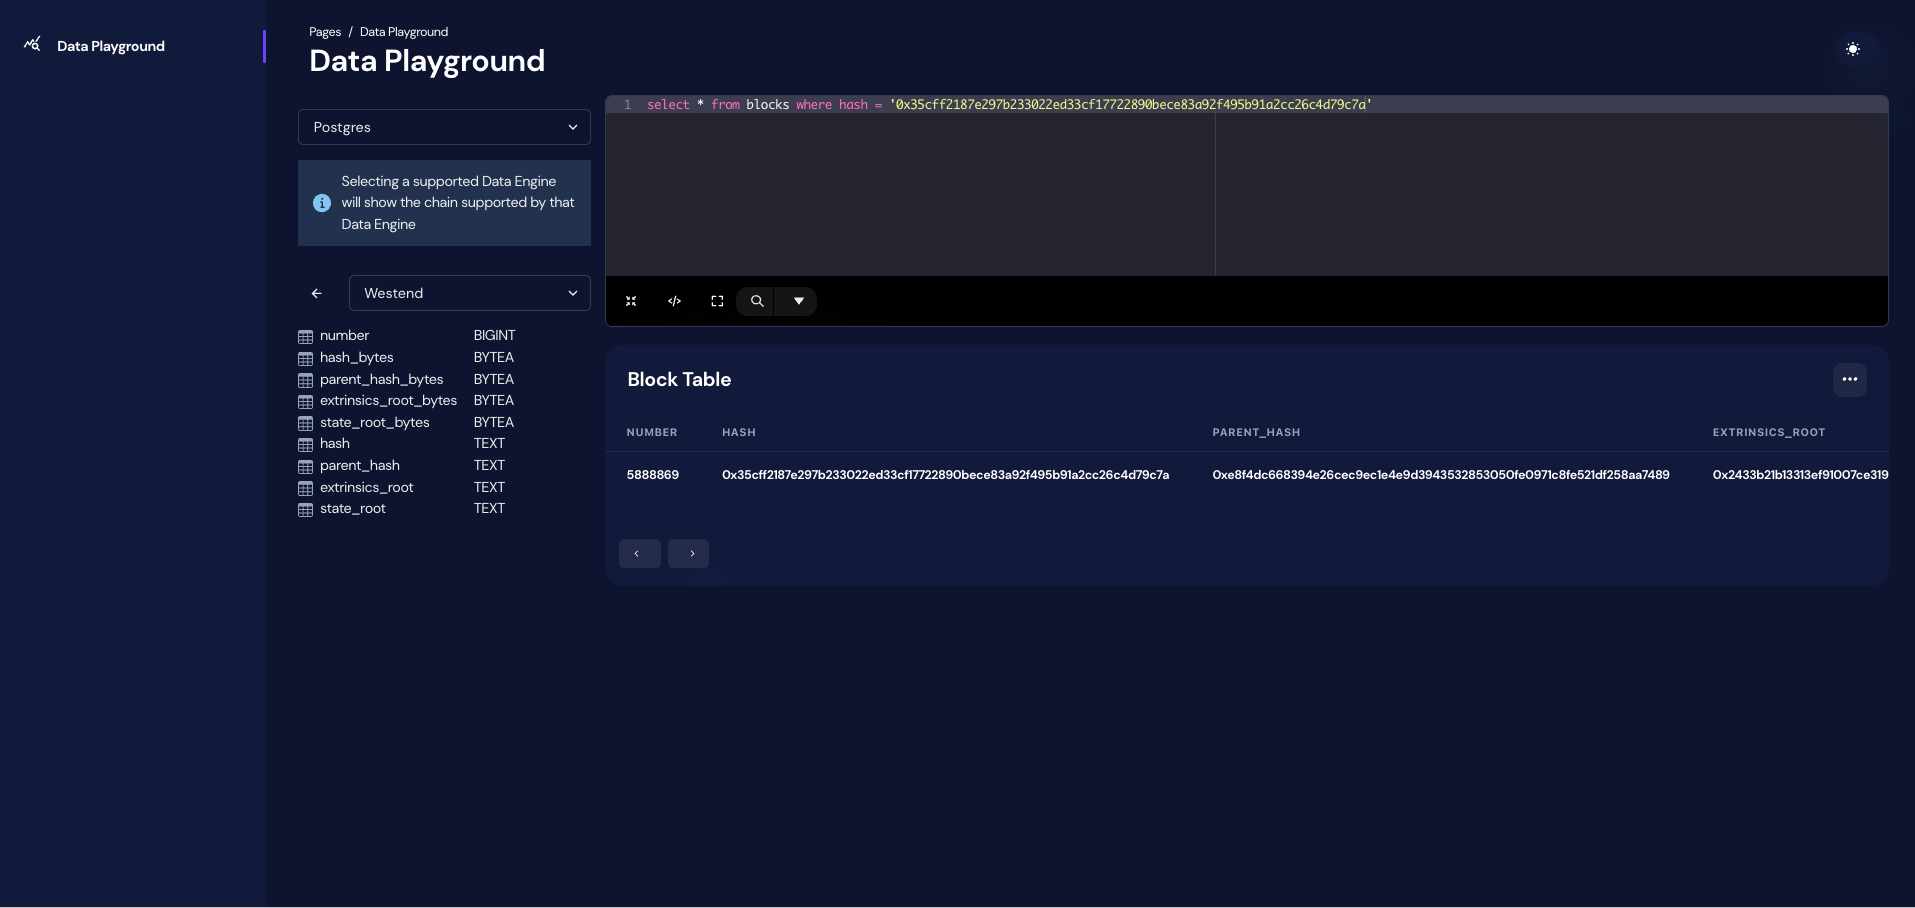 Data Playground
Pages / Data Playground
Data Playground
Postgres
Selecting a supported Data Engine
will show the chain supported by that
Data Engine
Westend
number BIGINT
hash_bytes BYTEA
parent_hash_bytes BYTEA
extrinsics_root_bytes BYTEA
state_root_bytes BYTEA
hash TEXT
parent_hash TEXT
extrinsics_root TEXT
state_root TEXT
1 select * from blocks where hash = '0x35cff2187e297b233022ed33cf17722890bece83a92f495b91a2cc26c4d79c7a'
Block Table
NUMBER HASH PARENT_HASH EXTRINSICS_ROOT
5888869 0x35cff2187e297b233022ed33cf17722890bece83a92f495b91a2cc26c4d79c7a 0xe8f4dc668394e26cec9ec1e4e9d3943532853050fe0971c8fe521df258aa7489 0x2433b21b13313ef91007ce319